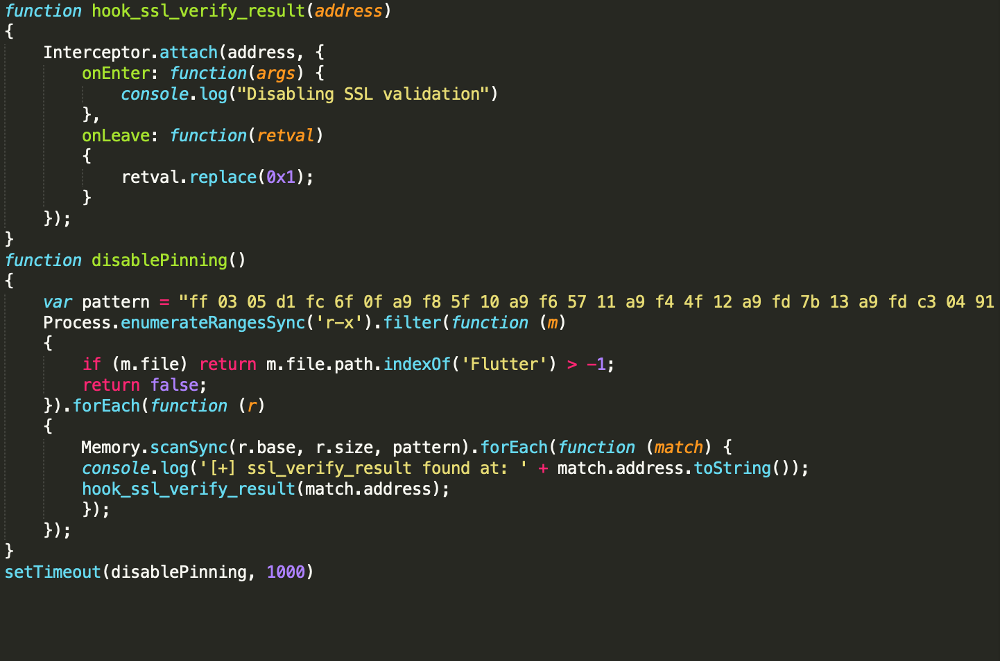 function hook_ssl_verify_result(address)
{
    Interceptor.attach(address, {
        onEnter: function(args) {
            console.log("Disabling SSL validation")
        },
        onLeave: function(retval)
        {
            retval.replace(0x1);
        }
    });
}
function disablePinning()
{
    var pattern = "ff 03 05 d1 fc 6f 0f a9 f8 5f 10 a9 f6 57 11 a9 f4 4f 12 a9 fd 7b 13 a9 fd c3 04 91
    Process.enumerateRangesSync('r-x').filter(function (m)
    {
        if (m.file) return m.file.path.indexOf('Flutter') > -1;
        return false;
    }).forEach(function (r)
    {
        Memory.scanSync(r.base, r.size, pattern).forEach(function (match) {
        console.log('[+] ssl_verify_result found at: ' + match.address.toString());
        hook_ssl_verify_result(match.address);
        });
    });
}
setTimeout(disablePinning, 1000)